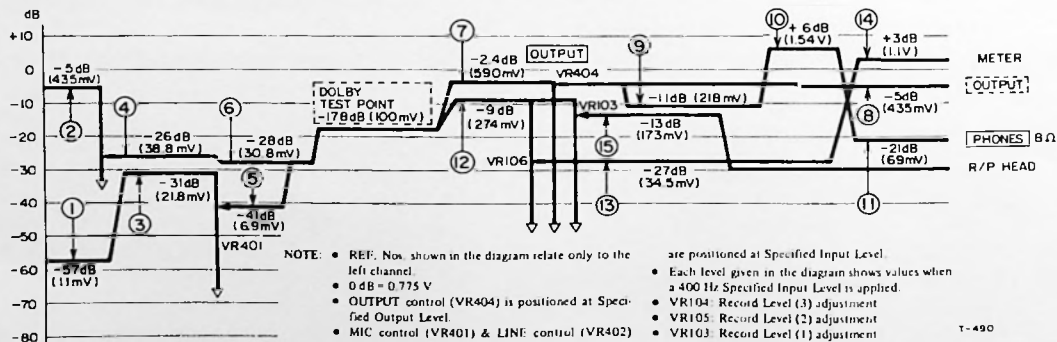 dB
+10
0
-10
-20
-30
-40
-50
-60
-70
-80
-5dB
(435mV)
2
4
-26dB
(38.8mV)
6
-28dB
(30.8mV)
1
-57dB
(1.1mV)
3
-31dB
(21.8mV)
VR401
5
-41dB
(6.9mV)
DOLBY
TEST POINT
-17.8dB (100mV)
7
-2.4dB
(590mV)
OUTPUT
VR404
12
-9dB
(274mV)
VR106
9
-11dB (218mV)
VR103
-13dB
(173mV)
15
-27dB
(34.5mV)
13
10
+6dB
(1.54V)
14
+3dB
(1.1V)
METER
OUTPUT
-5dB
(435mV)
8
PHONES 8Ω
-21dB
(69mV)
R/P HEAD
11
NOTE: • REF. Nos. shown in the diagram relate only to the
left channel.
• 0 dB = 0.775 V
• OUTPUT control (VR404) is positioned at Speci-
fied Output Level.
• MIC control (VR401) & LINE control (VR402)
are positioned at Specified Input Level.
• Each level given in the diagram shows values when
a 400 Hz Specified Input Level is applied.
• VR104: Record Level (3) adjustment
• VR105: Record Level (2) adjustment
• VR103: Record Level (1) adjustment
T-490